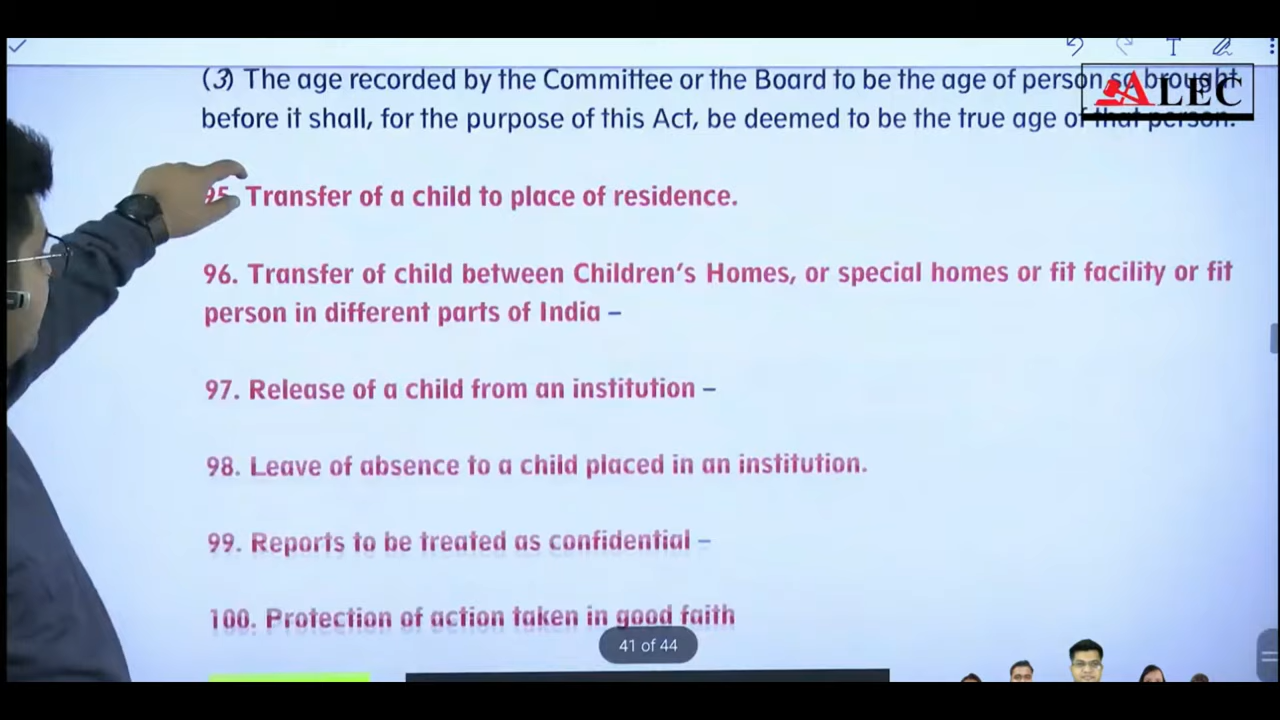 (3) The age recorded by the Committee or the Board to be the age of person so brought
before it shall, for the purpose of this Act, be deemed to be the true age of that person.
ALEC
95. Transfer of a child to place of residence.
96. Transfer of child between Children's Homes, or special homes or fit facility or fit
person in different parts of India –
97. Release of a child from an institution –
98. Leave of absence to a child placed in an institution.
99. Reports to be treated as confidential –
100. Protection of action taken in good faith
41 of 44